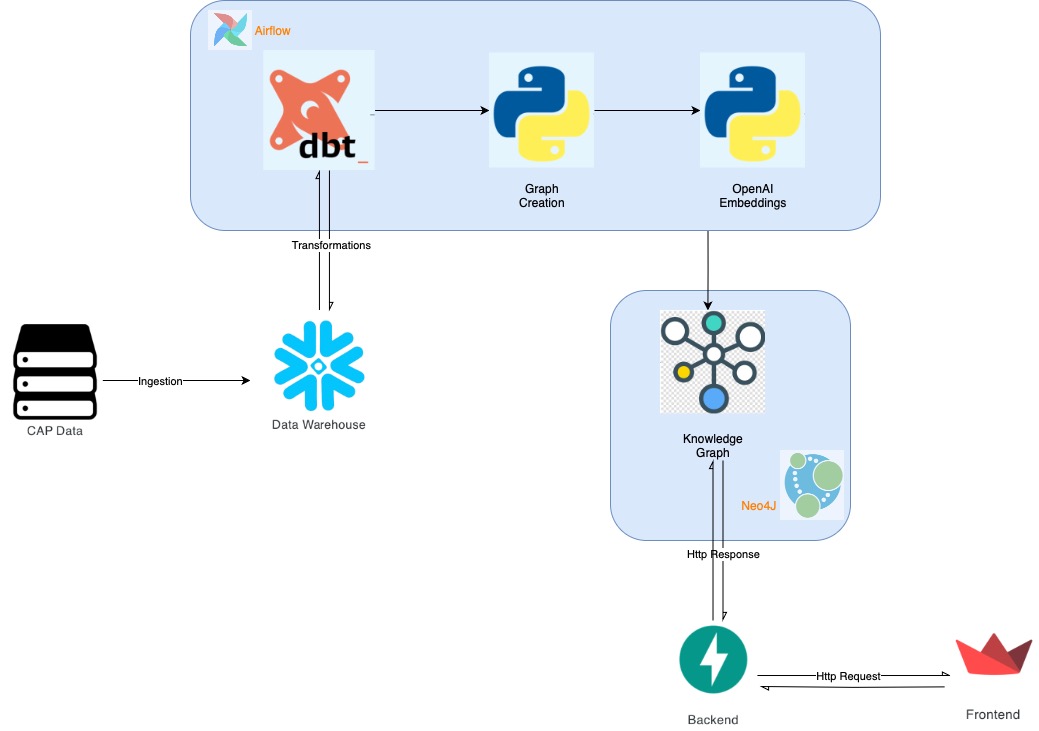 Airflow
dbt_
Graph
Creation
OpenAI
Embeddings
Transformations
Ingestion
CAP Data
Data Warehouse
Knowledge
Graph
Neo4J
Http Response
Http Request
Backend
Frontend